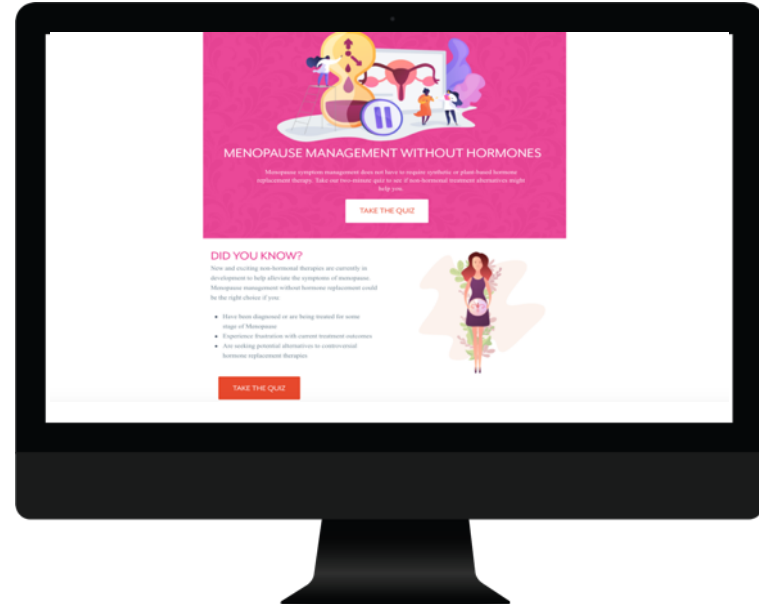 MENOPAUSE MANAGEMENT WITHOUT HORMONES
Menopause symptom management does not have to require synthetic or plant-based hormone
replacement therapy. Take our two-minute quiz to see if non-hormonal treatment alternatives might
help you.
TAKE THE QUIZ
DID YOU KNOW?
New and exciting non-hormonal therapies are currently in
development to help alleviate the symptoms of menopause.
Menopause management without hormone replacement could
be the right choice if you:
• Have been diagnosed or are being treated for some
stage of Menopause
• Experience frustration with current treatment outcomes
• Are seeking potential alternatives to controversial
hormone replacement therapies
TAKE THE QUIZ